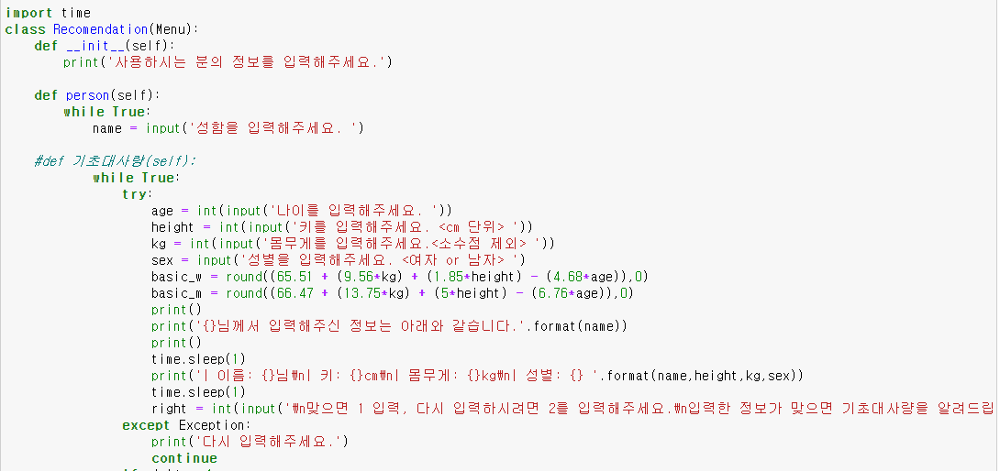 import time
class Recomendation(Menu):
    def __init__(self):
        print('사용하시는 분의 정보를 입력해주세요.')

    def person(self):
        while True:
            name = input('성함을 입력해주세요. ')

    #def 기초대사량(self):
            while True:
                try:
                    age = int(input('나이를 입력해주세요. '))
                    height = int(input('키를 입력해주세요. <cm 단위> '))
                    kg = int(input('몸무게를 입력해주세요.<소수점 제외> '))
                    sex = input('성별을 입력해주세요. <여자 or 남자> ')
                    basic_w = round((65.51 + (9.56*kg) + (1.85*height) - (4.68*age)),0)
                    basic_m = round((66.47 + (13.75*kg) + (5*height) - (6.76*age)),0)
                    print()
                    print('{}님께서 입력해주신 정보는 아래와 같습니다.'.format(name))
                    print()
                    time.sleep(1)
                    print('| 이름: {}님₩n| 키: {}cm₩n| 몸무게: {}kg₩n| 성별: {} '.format(name,height,kg,sex))
                    time.sleep(1)
                    right = int(input('₩n맞으면 1 입력, 다시 입력하시려면 2를 입력해주세요.₩n입력한 정보가 맞으면 기초대사량을 알려드립
                except Exception:
                    print('다시 입력해주세요.')
                    continue